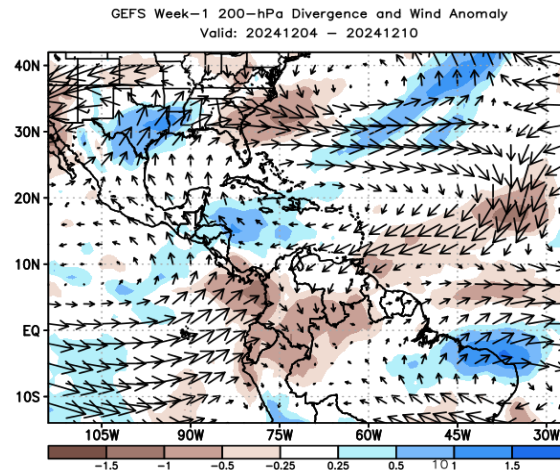 GEFS Week-1 200-hPa Divergence and Wind Anomaly
Valid: 20241204 - 20241210
40N
30N
20N
10N
EQ
10S
105W 90W 75W 60W 45W 30W
-1.5 -1 -0.5 -0.25 0.25 0.5 101 1.5